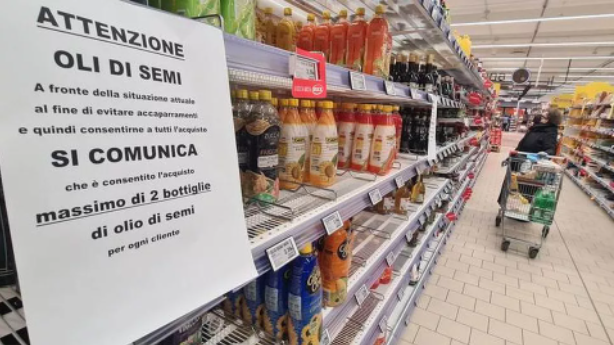 ATTENZIONE
OLI DI SEMI
A fronte della situazione attuale
al fine di evitare accaparramenti
e quindi consentirne a tutti l'acquisto
SI COMUNICA
che è consentito l'acquisto
massimo di 2 bottiglie
di olio di semi
per ogni cliente